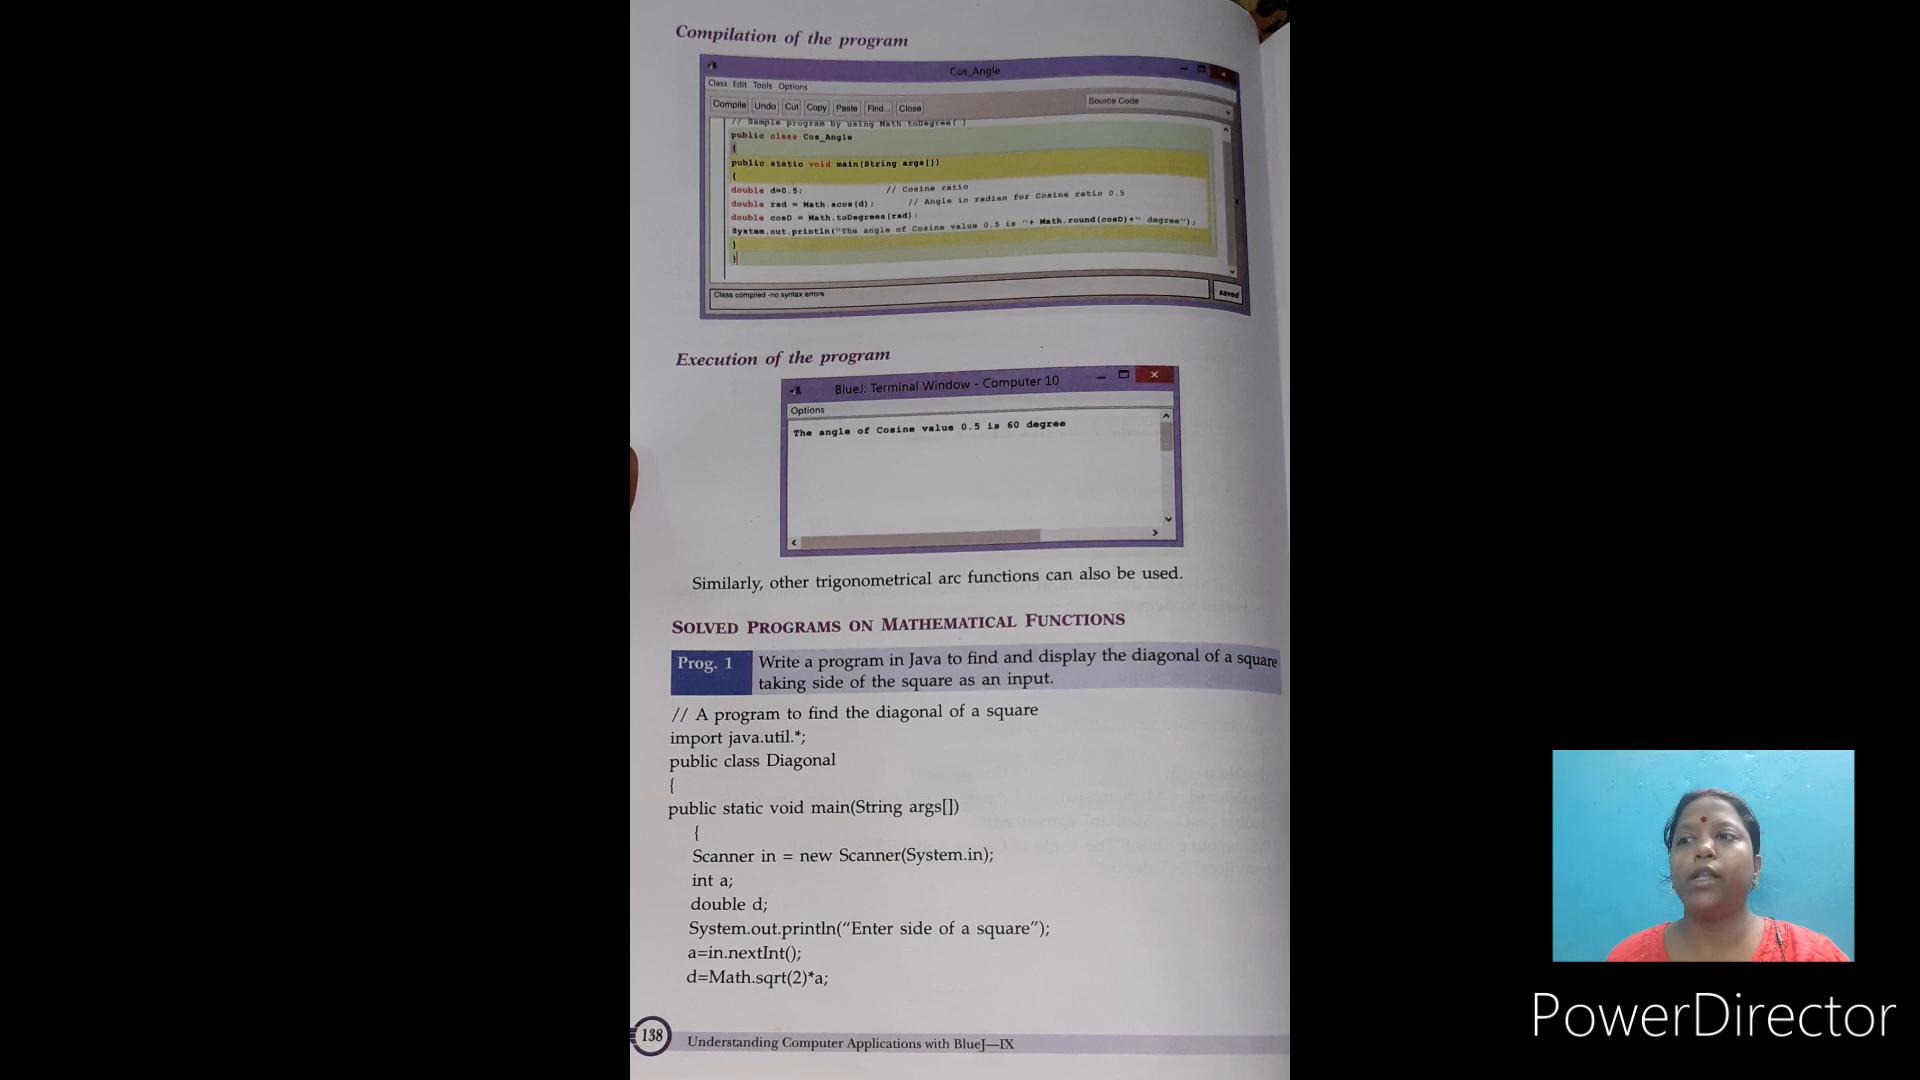 Compilation of the program
Cos_Angle
Class Edit Tools Options
Compile Undo Cut Copy Paste Find... Close
Source Code
// Sample program by using Math.toDegree( )
public class Cos_Angle
{
public static void main(String args[])
{
double d=0.5; // Cosine ratio
double rad = Math.acos(d); // Angle in radian for Cosine ratio 0.5
double cosD = Math.toDegrees(rad);
System.out.println("The angle of Cosine value 0.5 is "+ Math.round(cosD)+" degree");
}
}
Class compiled -no syntax errors
saved
Execution of the program
BlueJ: Terminal Window - Computer 10
Options
The angle of Cosine value 0.5 is 60 degree
Similarly, other trigonometrical arc functions can also be used.
SOLVED PROGRAMS ON MATHEMATICAL FUNCTIONS
Prog. 1 Write a program in Java to find and display the diagonal of a square
taking side of the square as an input.
// A program to find the diagonal of a square
import java.util.*;
public class Diagonal
{
public static void main(String args[])
{
Scanner in = new Scanner(System.in);
int a;
double d;
System.out.println(“Enter side of a square”);
a=in.nextInt();
d=Math.sqrt(2)*a;
138
Understanding Computer Applications with BlueJ—IX
PowerDirector